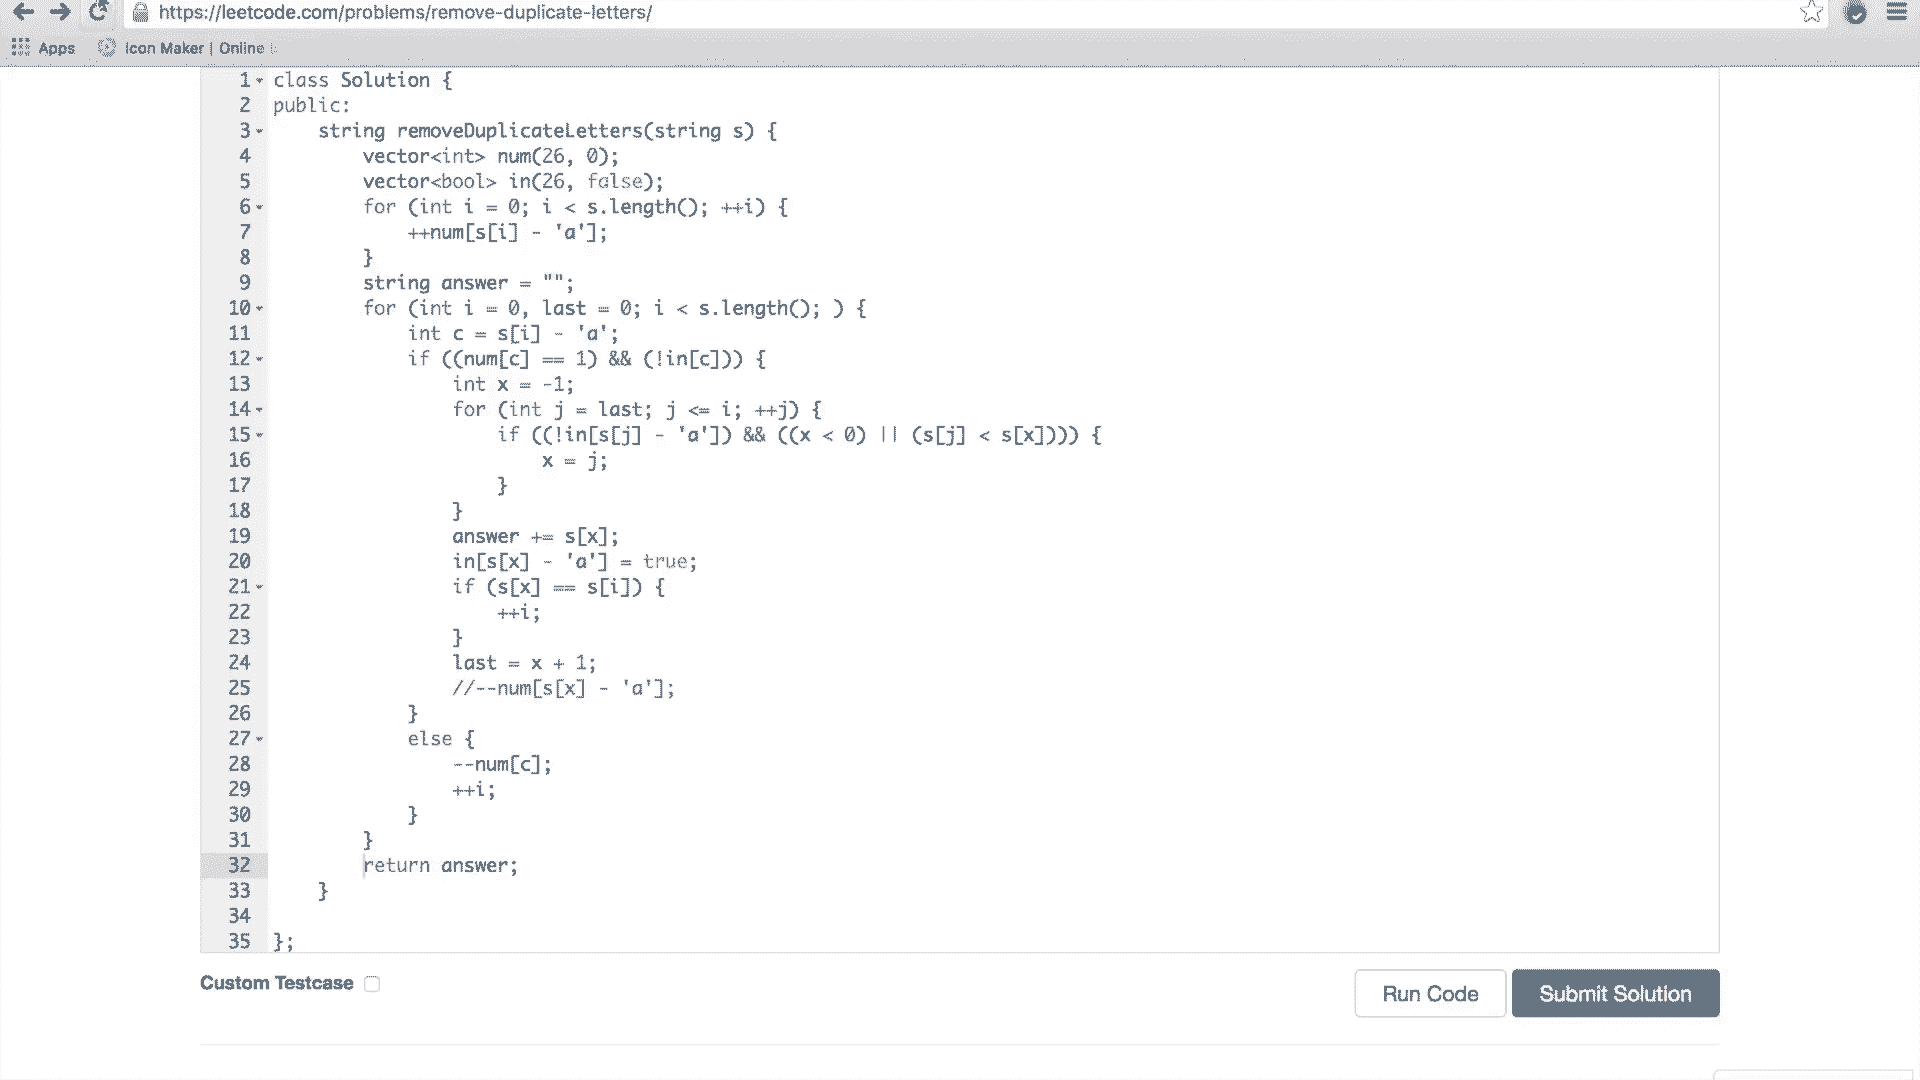 https://leetcode.com/problems/remove-duplicate-letters/
Apps Icon Maker | Online
1 class Solution {
2 public:
3 string removeDuplicateLetters(string s) {
4 vector<int> num(26, 0);
5 vector<bool> in(26, false);
6 for (int i = 0; i < s.length(); ++i) {
7 ++num[s[i] - 'a'];
8 }
9 string answer = "";
10 for (int i = 0, last = 0; i < s.length(); ) {
11 int c = s[i] - 'a';
12 if ((num[c] == 1) && (!in[c])) {
13 int x = -1;
14 for (int j = last; j <= i; ++j) {
15 if ((!in[s[j] - 'a']) && ((x < 0) || (s[j] < s[x]))) {
16 x = j;
17 }
18 }
19 answer += s[x];
20 in[s[x] - 'a'] = true;
21 if (s[x] == s[i]) {
22 ++i;
23 }
24 last = x + 1;
25 //--num[s[x] - 'a'];
26 }
27 else {
28 --num[c];
29 ++i;
30 }
31 }
32 return answer;
33 }
34
35 };
Custom Testcase
Run Code
Submit Solution